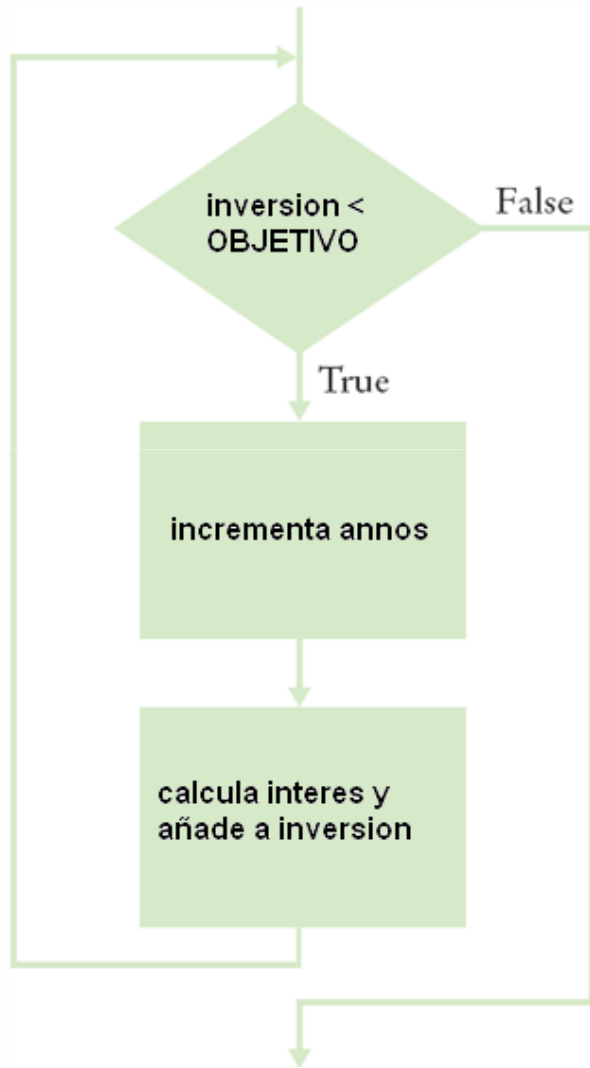 inversion <
OBJETIVO
False
True
incrementa annos
calcula interes y
añade a inversion